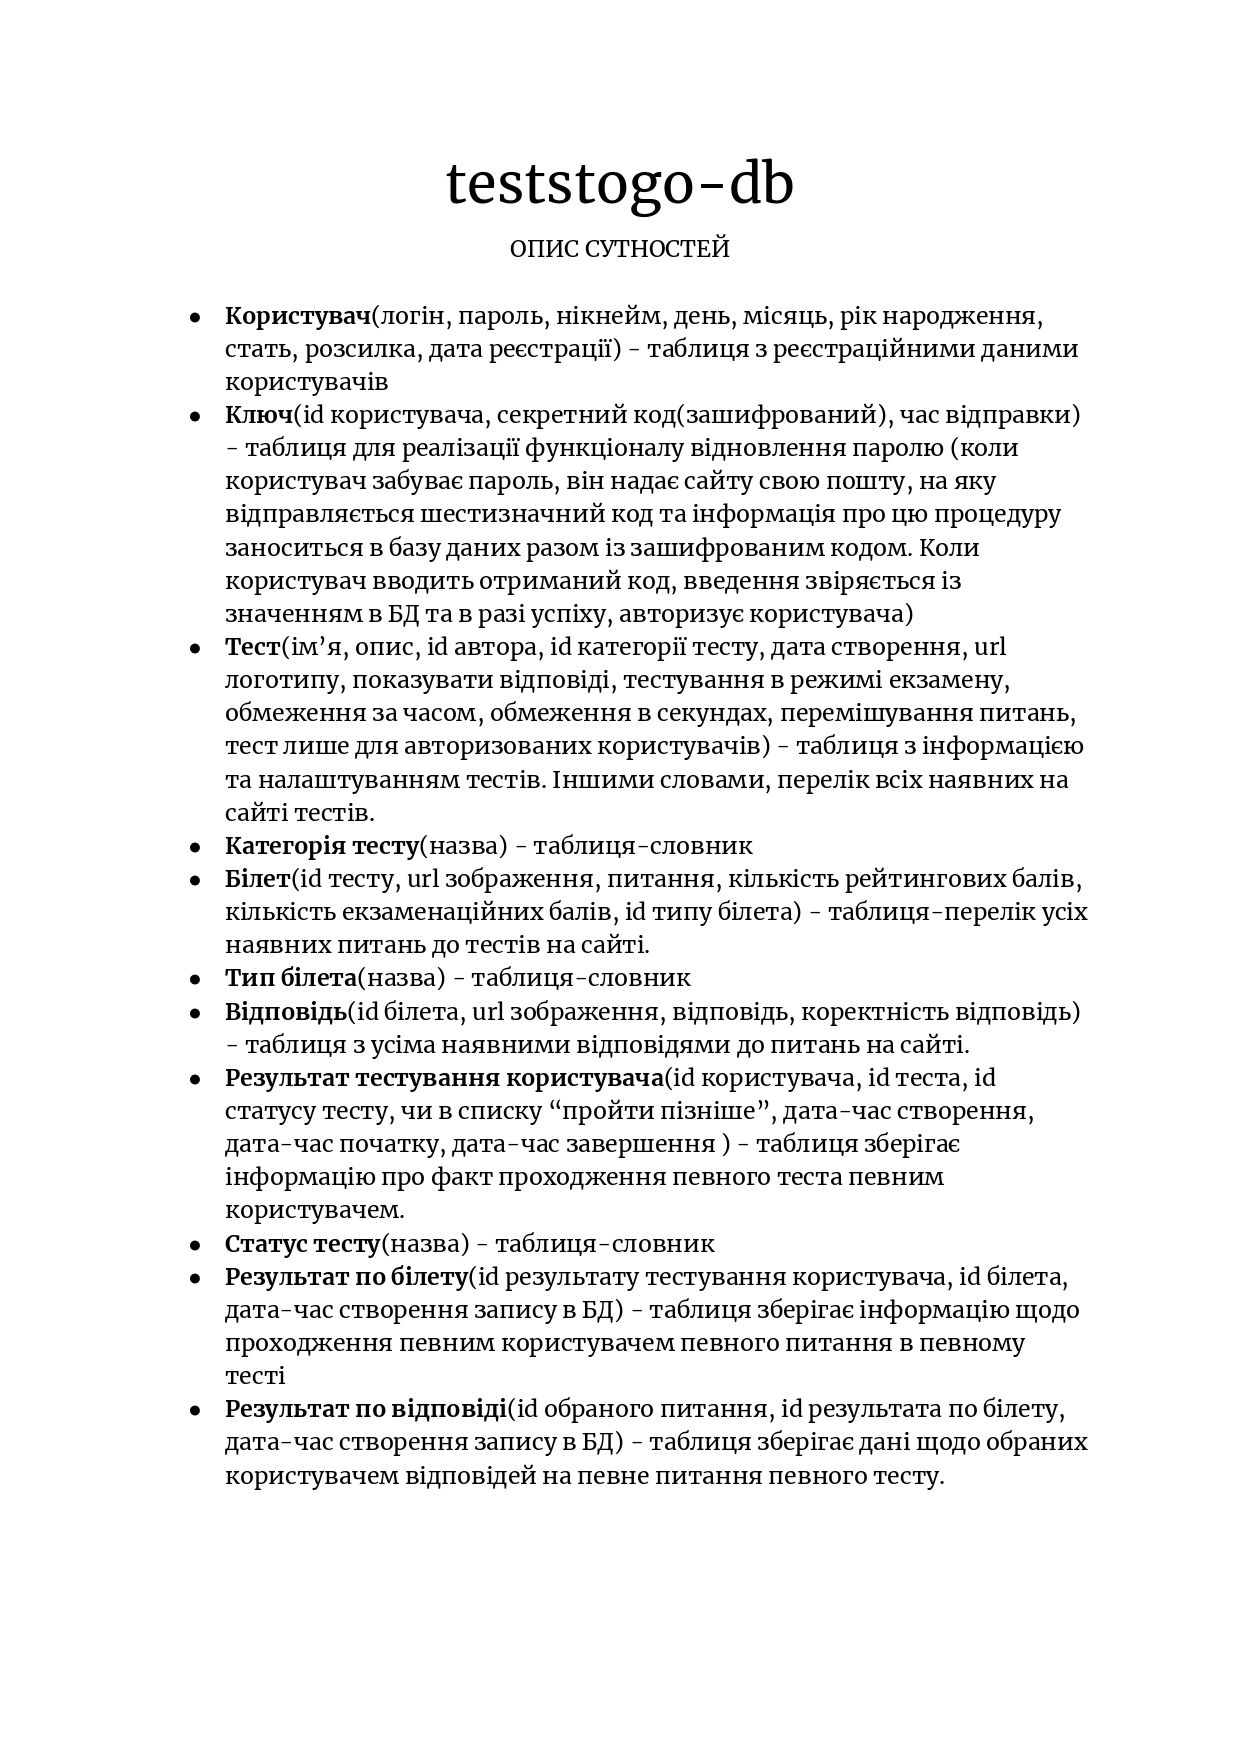 teststogo-db
ОПИС СУТНОСТЕЙ
● Користувач(логін, пароль, нікнейм, день, місяць, рік народження,
стать, розсилка, дата реєстрації) - таблиця з реєстраційними даними
користувачів
● Ключ(id користувача, секретний код(зашифрований), час відправки)
- таблиця для реалізації функціоналу відновлення паролю (коли
користувач забуває пароль, він надає сайту свою пошту, на яку
відправляється шестизначний код та інформація про цю процедуру
заноситься в базу даних разом із зашифрованим кодом. Коли
користувач вводить отриманий код, введення звіряється із
значенням в БД та в разі успіху, авторизує користувача)
● Тест(ім’я, опис, id автора, id категорії тесту, дата створення, url
логотипу, показувати відповіді, тестування в режимі екзамену,
обмеження за часом, обмеження в секундах, перемішування питань,
тест лише для авторизованих користувачів) - таблиця з інформацією
та налаштуванням тестів. Іншими словами, перелік всіх наявних на
сайті тестів.
● Категорія тесту(назва) - таблиця-словник
● Білет(id тесту, url зображення, питання, кількість рейтингових балів,
кількість екзаменаційних балів, id типу білета) - таблиця-перелік усіх
наявних питань до тестів на сайті.
● Тип білета(назва) - таблиця-словник
● Відповідь(id білета, url зображення, відповідь, коректність відповідь)
- таблиця з усіма наявними відповідями до питань на сайті.
● Результат тестування користувача(id користувача, id теста, id
статусу тесту, чи в списку “пройти пізніше”, дата-час створення,
дата-час початку, дата-час завершення ) - таблиця зберігає
інформацію про факт проходження певного теста певним
користувачем.
● Статус тесту(назва) - таблиця-словник
● Результат по білету(id результату тестування користувача, id білета,
дата-час створення запису в БД) - таблиця зберігає інформацію щодо
проходження певним користувачем певного питання в певному
тесті
● Результат по відповіді(id обраного питання, id результата по білету,
дата-час створення запису в БД) - таблиця зберігає дані щодо обраних
користувачем відповідей на певне питання певного тесту.